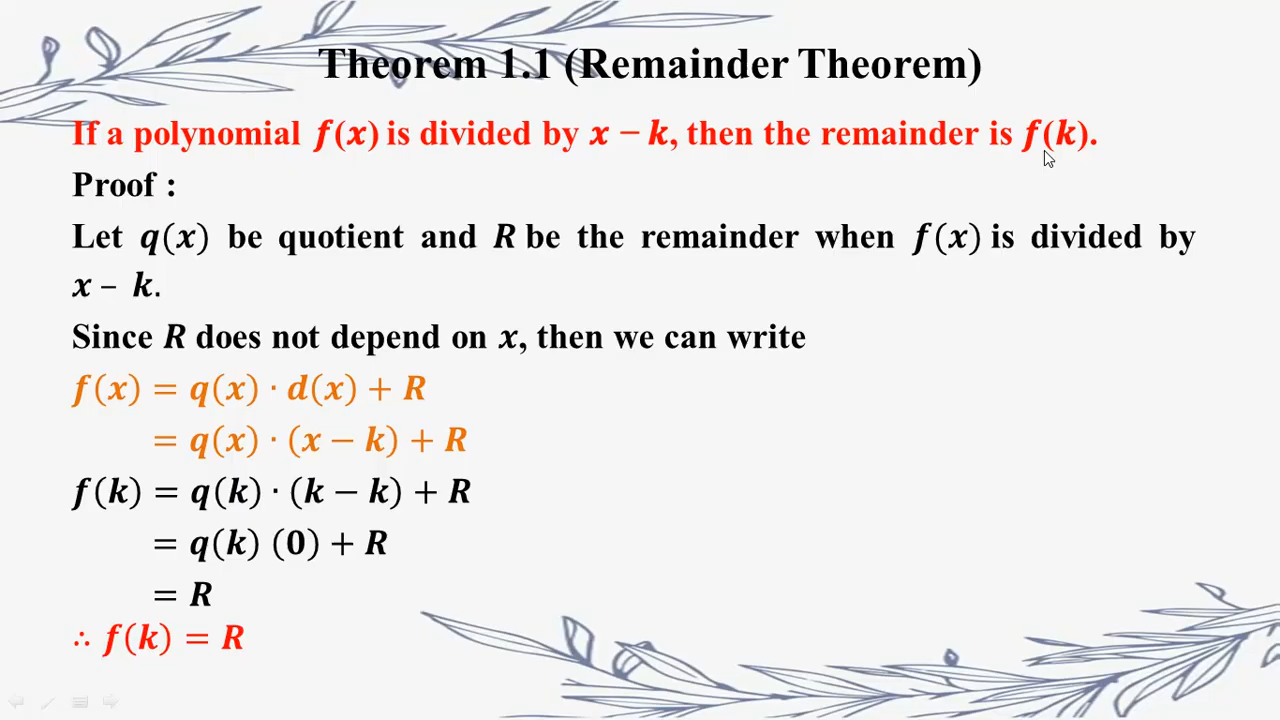 Theorem 1.1 (Remainder Theorem)
If a polynomial f(x) is divided by x − k, then the remainder is f(k).
Proof :
Let q(x) be quotient and R be the remainder when f(x) is divided by
x – k.
Since R does not depend on x, then we can write
f(x) = q(x) · d(x) + R
= q(x) · (x − k) + R
f(k) = q(k) · (k − k) + R
= q(k) (0) + R
= R
∴ f(k) = R